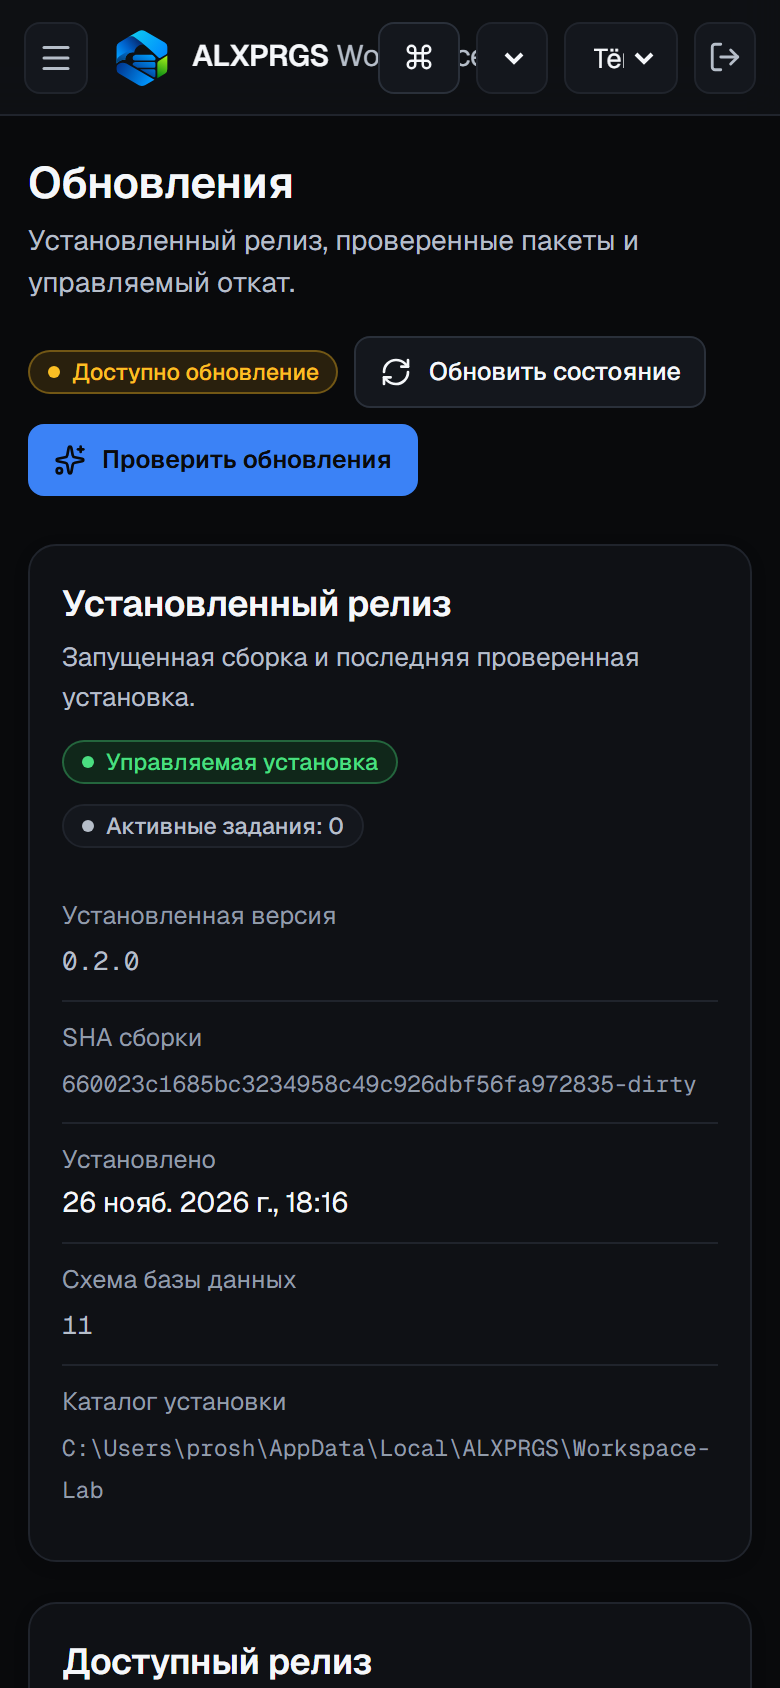 ALXPRGS Wo
Обновления
Установленный релиз, проверенные пакеты и
управляемый откат.
Доступно обновление
Обновить состояние
Проверить обновления
Установленный релиз
Запущенная сборка и последняя проверенная
установка.
Управляемая установка
Активные задания: 0
Установленная версия
0.2.0
SHA сборки
660023c1685bc3234958c49c926dbf56fa972835-dirty
Установлено
26 нояб. 2026 г., 18:16
Схема базы данных
11
Каталог установки
C:\Users\prosh\AppData\Local\ALXPRGS\Workspace-
Lab
Доступный релиз